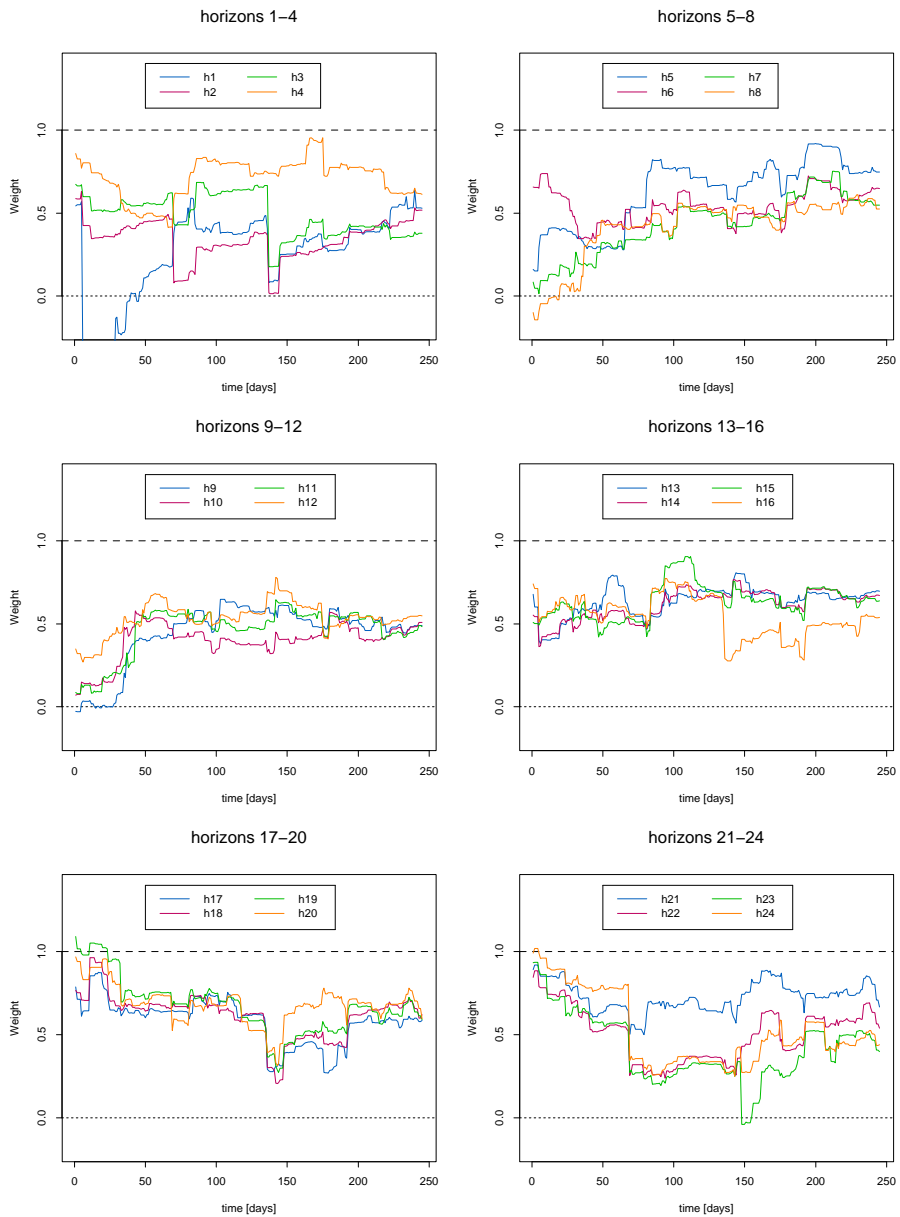 horizons 1−4
horizons 5−8
h1 h3
h2 h4
h5 h7
h6 h8
Weight
0.0 0.5 1.0
0 50 100 150 200 250
time [days]
Weight
0.0 0.5 1.0
0 50 100 150 200 250
time [days]
horizons 9−12
horizons 13−16
h9 h11
h10 h12
h13 h15
h14 h16
Weight
0.0 0.5 1.0
0 50 100 150 200 250
time [days]
Weight
0.0 0.5 1.0
0 50 100 150 200 250
time [days]
horizons 17−20
horizons 21−24
h17 h19
h18 h20
h21 h23
h22 h24
Weight
0.0 0.5 1.0
0 50 100 150 200 250
time [days]
Weight
0.0 0.5 1.0
0 50 100 150 200 250
time [days]